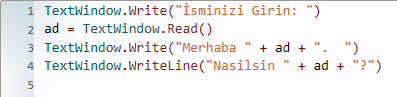 1 TextWindow.Write("İsminizi Girin: ")
2 ad = TextWindow.Read()
3 TextWindow.Write("Merhaba " + ad + ".  ")
4 TextWindow.WriteLine("Nasilsin " + ad + "?")
5